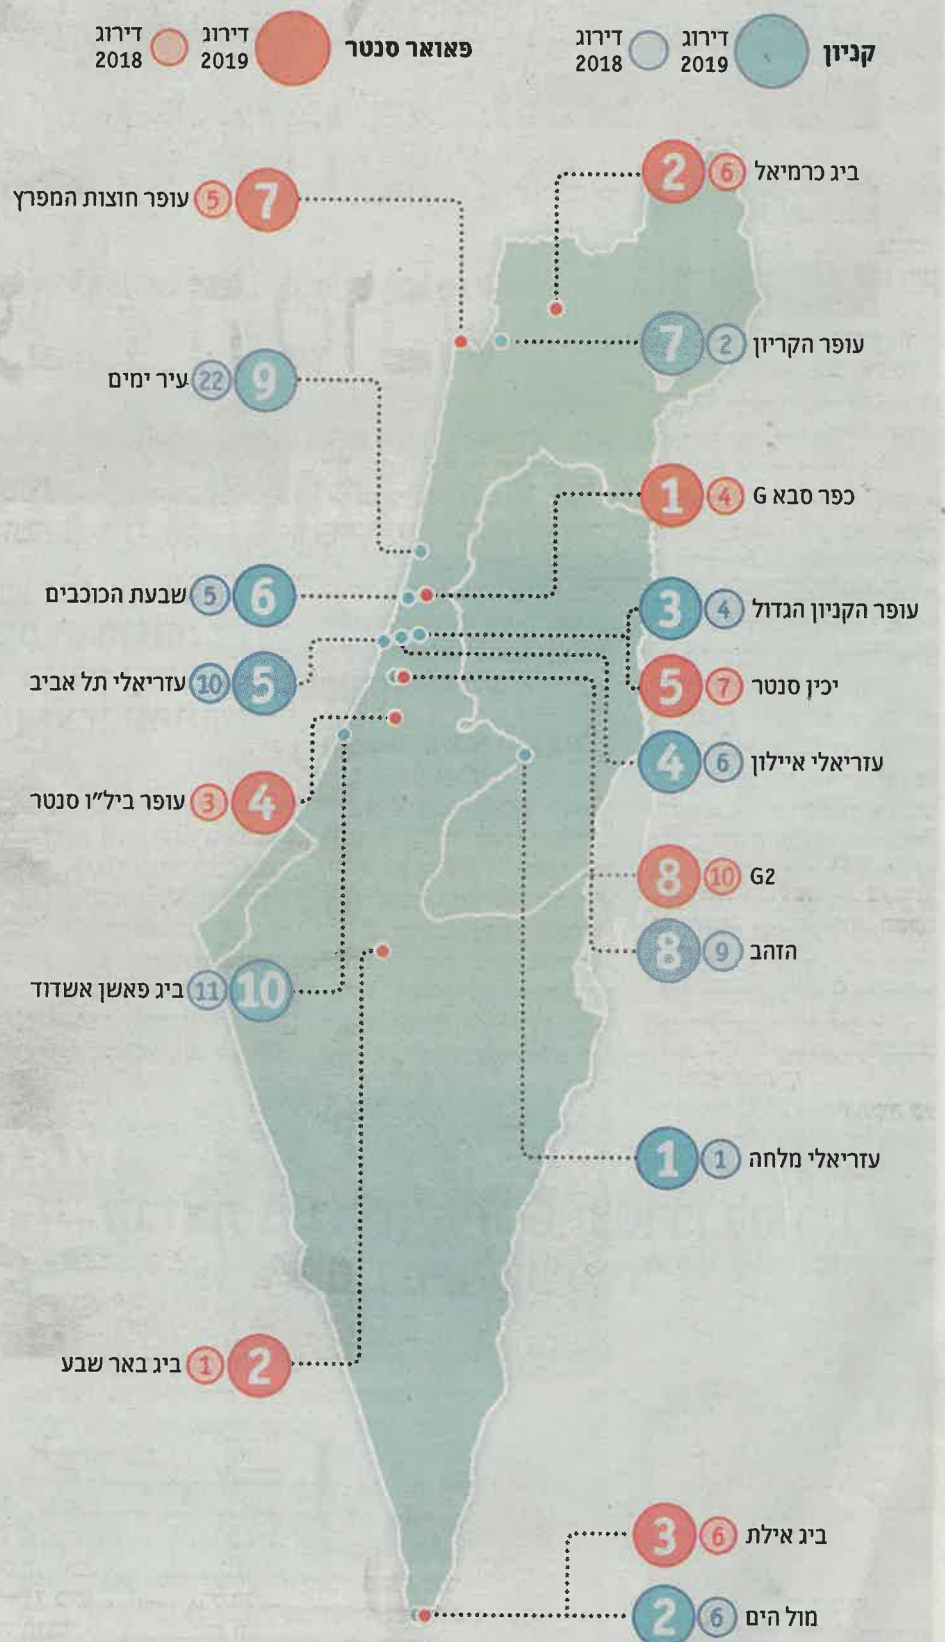 קניון
דירוג 2019
דירוג 2018
פאואר סנטר
דירוג 2019
דירוג 2018
ביג כרמיאל 6 2
7 5 עופר חוצות המפרץ
עופר הקריון 2 7
9 22 עיר ימים
כפר סבא G 4 1
6 5 שבעת הכוכבים
עופר הקניון הגדול 4 3
5 10 עזריאלי תל אביב
יכין סנטר 7 5
עזריאלי איילון 6 4
4 3 עופר ביל״ו סנטר
G2 10 8
הזהב 9 8
10 11 ביג פאשן אשדוד
עזריאלי מלחה 1 1
2 1 ביג באר שבע
ביג אילת 6 3
מול הים 6 2